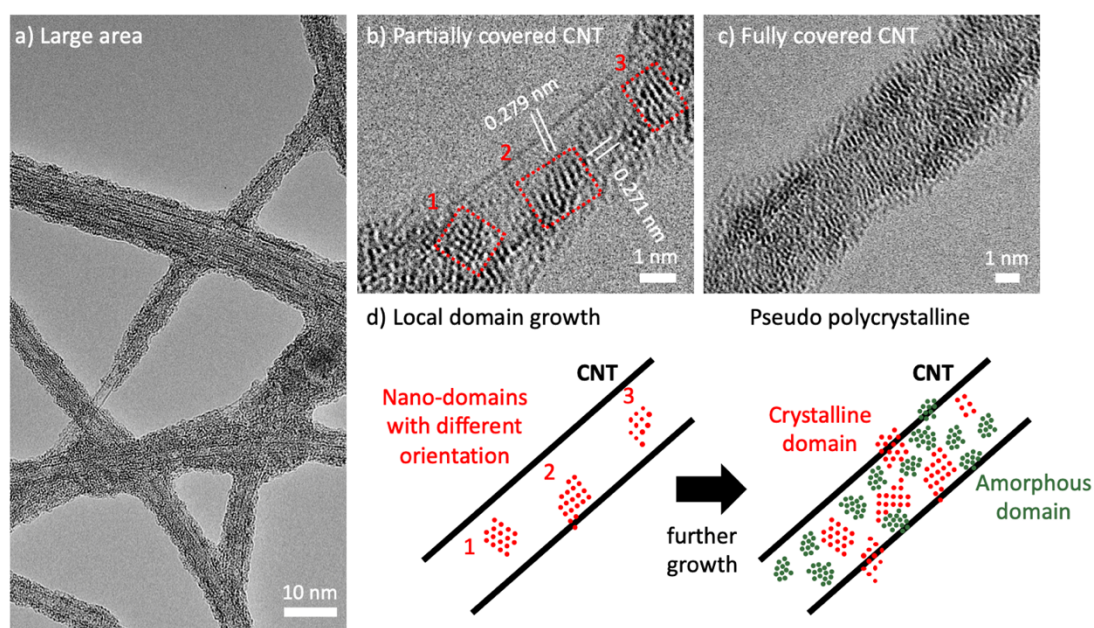 a) Large area
10 nm
b) Partially covered CNT
3
0.279 nm
2
1
0.271 nm
1 nm
c) Fully covered CNT
1 nm
d) Local domain growth
Pseudo polycrystalline
CNT
Nano-domains
with different
orientation
3
2
1
further
growth
CNT
Crystalline
domain
Amorphous
domain